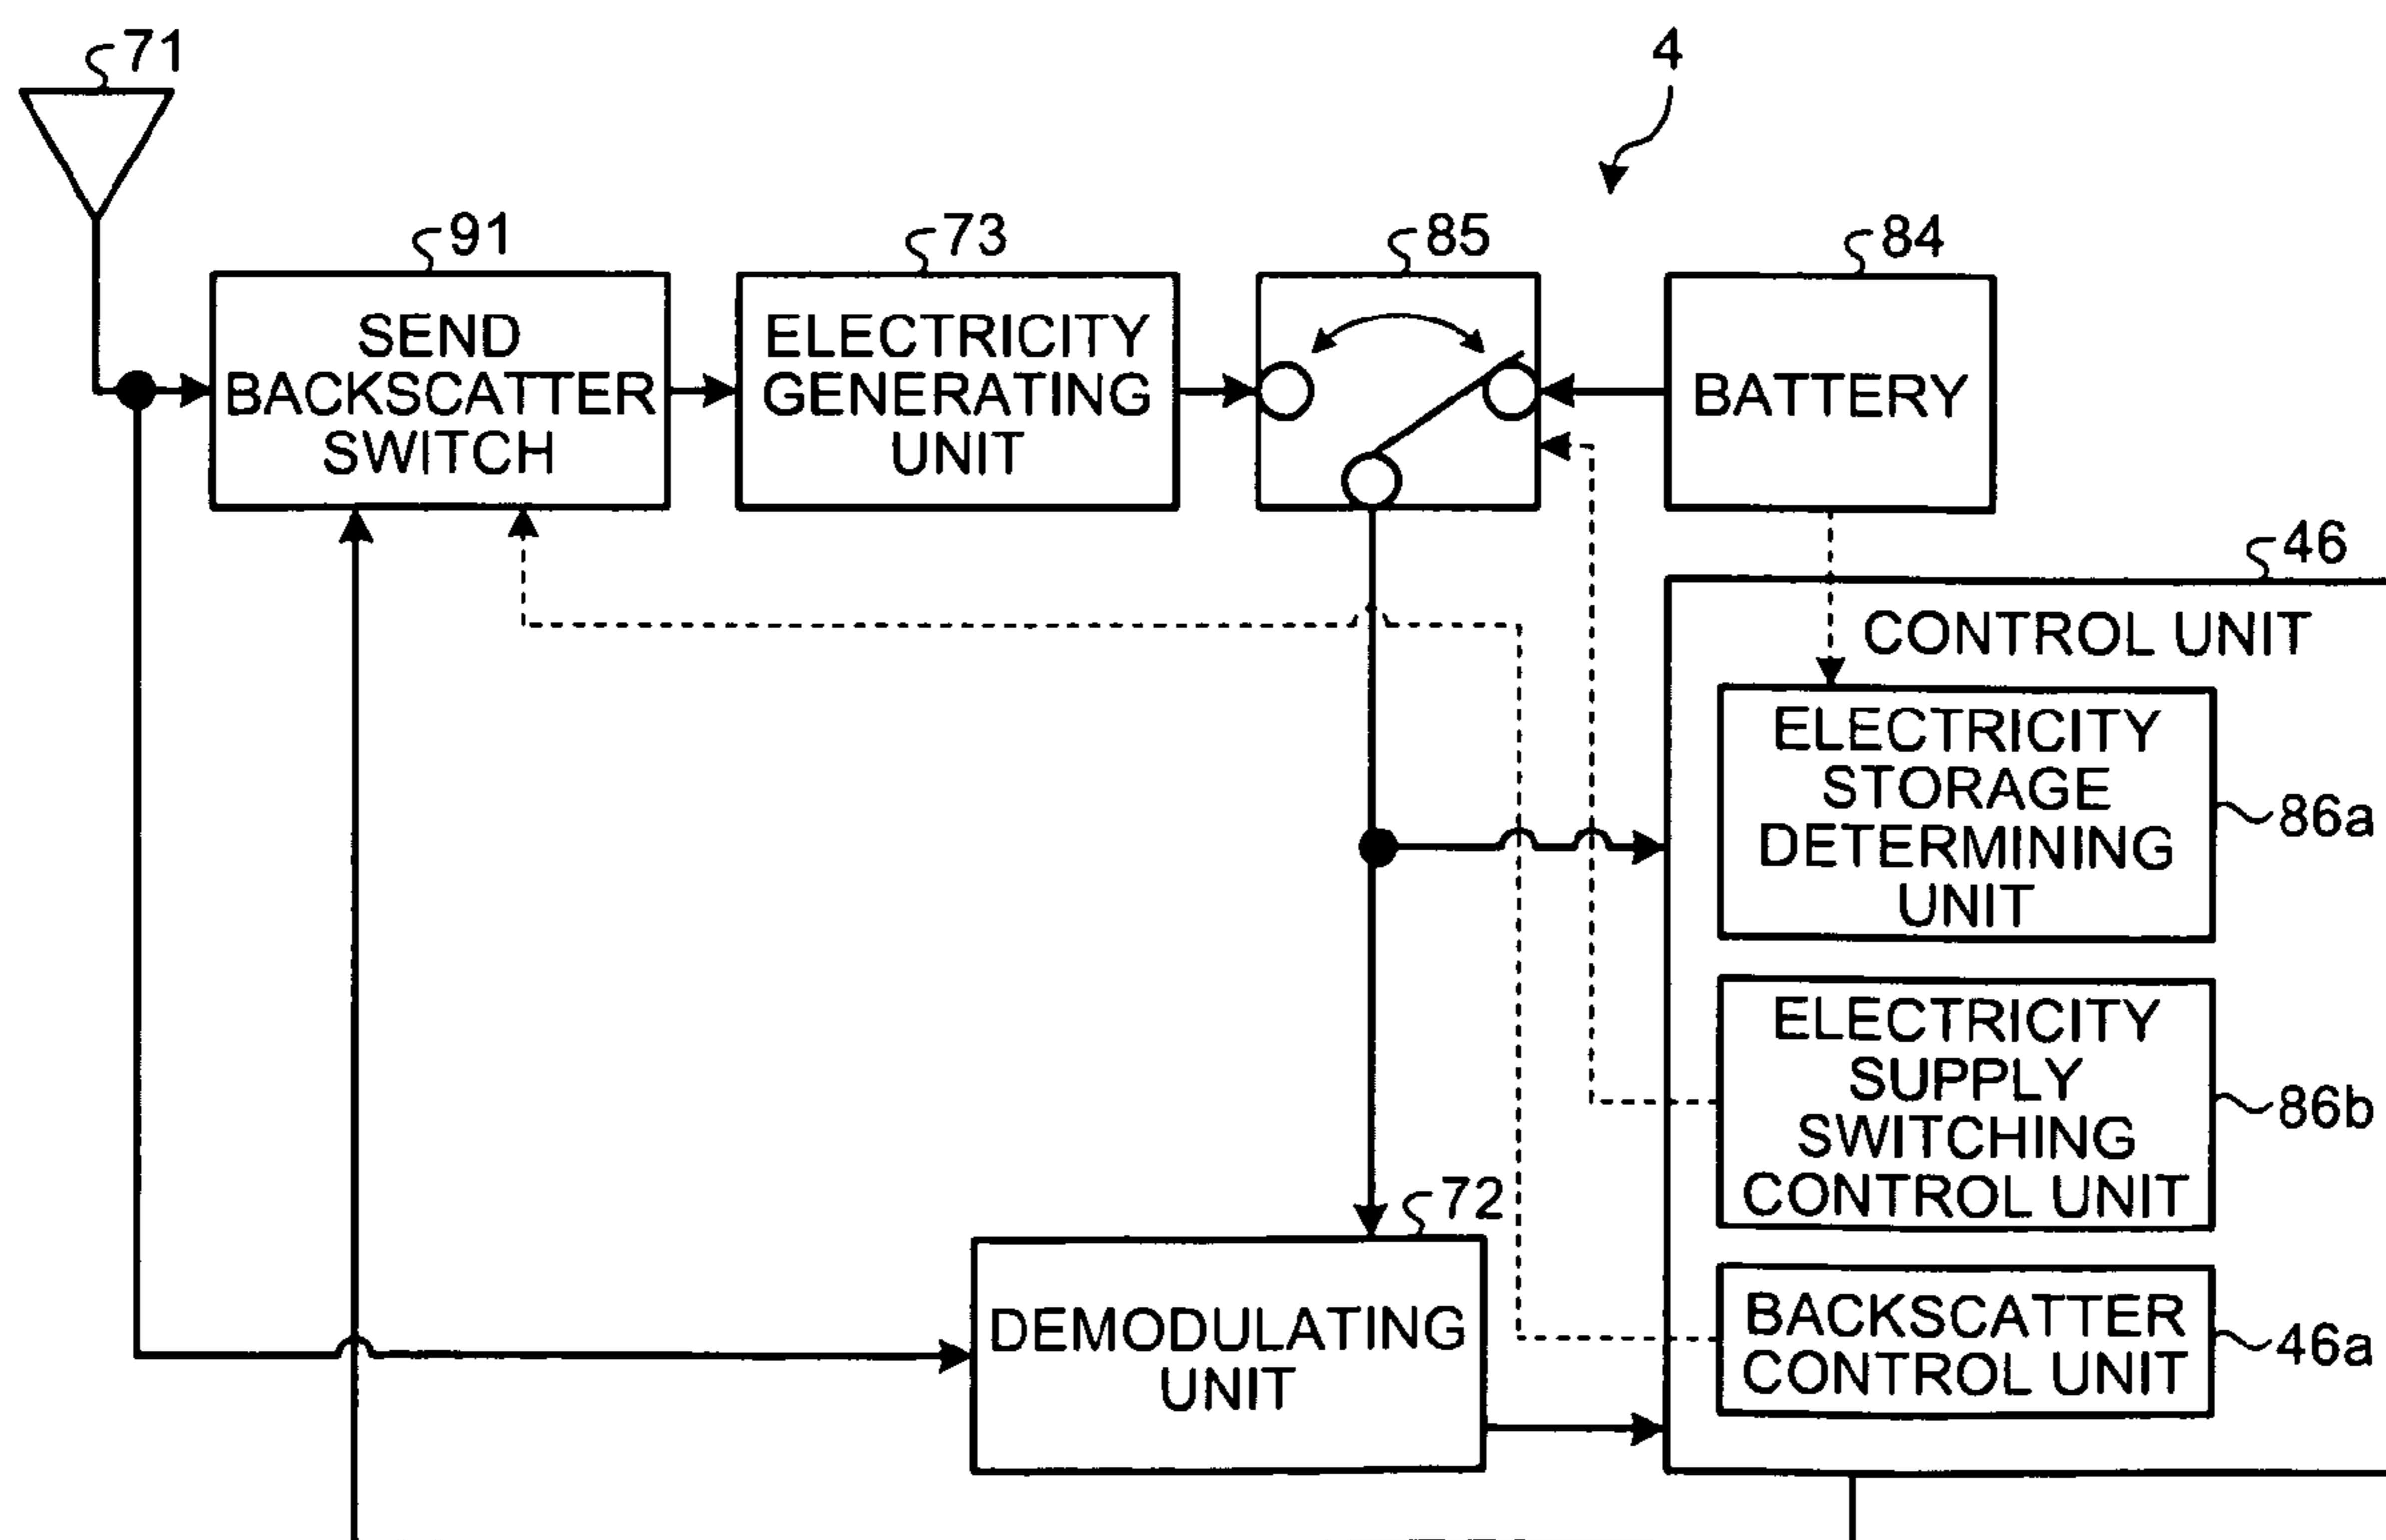 71
4
91
73
85
84
SEND
BACKSCATTER
SWITCH
ELECTRICITY
GENERATING
UNIT
BATTERY
46
CONTROL UNIT
ELECTRICITY
STORAGE
DETERMINING
UNIT
86a
ELECTRICITY
SUPPLY
SWITCHING
CONTROL UNIT
86b
72
DEMODULATING
UNIT
BACKSCATTER
CONTROL UNIT
46a